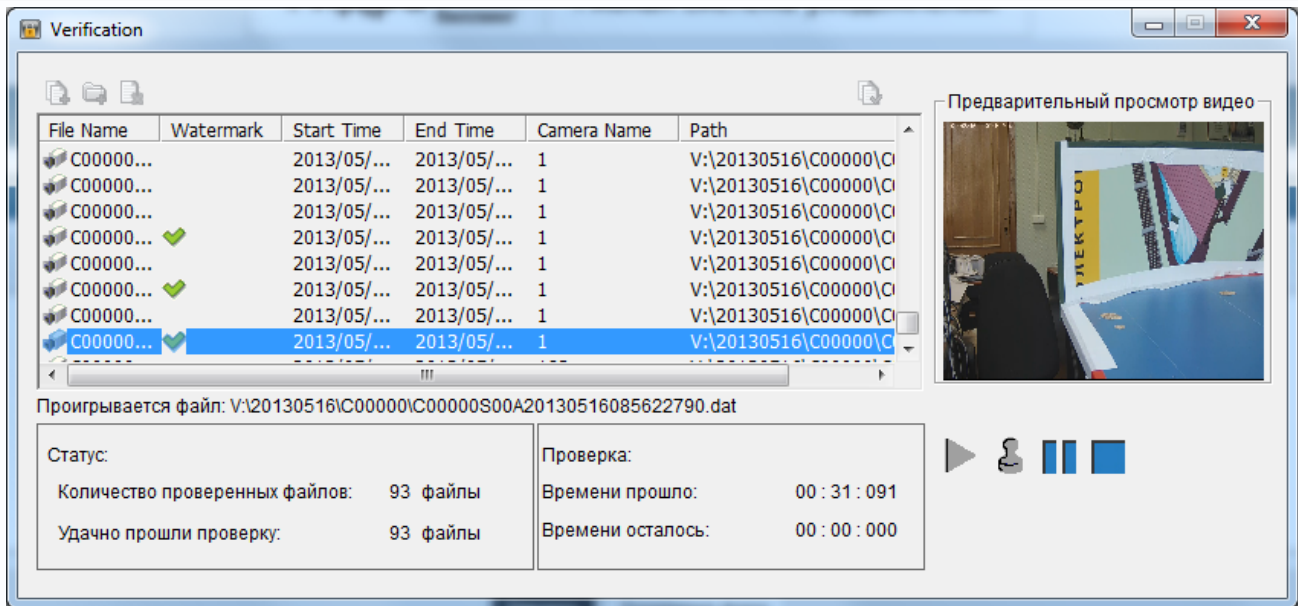 Verification
Предварительный просмотр видео
File Name Watermark Start Time End Time Camera Name Path
C00000... 2013/05/... 2013/05/... 1 V:\20130516\C00000\C
C00000... 2013/05/... 2013/05/... 1 V:\20130516\C00000\C
C00000... 2013/05/... 2013/05/... 1 V:\20130516\C00000\C
C00000... 2013/05/... 2013/05/... 1 V:\20130516\C00000\C
C00000... 2013/05/... 2013/05/... 1 V:\20130516\C00000\C
C00000... 2013/05/... 2013/05/... 1 V:\20130516\C00000\C
C00000... 2013/05/... 2013/05/... 1 V:\20130516\C00000\C
C00000... 2013/05/... 2013/05/... 1 V:\20130516\C00000\C
ЭЛЕКТРО
Проигрывается файл: V:\20130516\C00000\C00000S00A20130516085622790.dat
Статус:
Количество проверенных файлов: 93 файлы
Удачно прошли проверку: 93 файлы
Проверка:
Времени прошло: 00 : 31 : 091
Времени осталось: 00 : 00 : 000